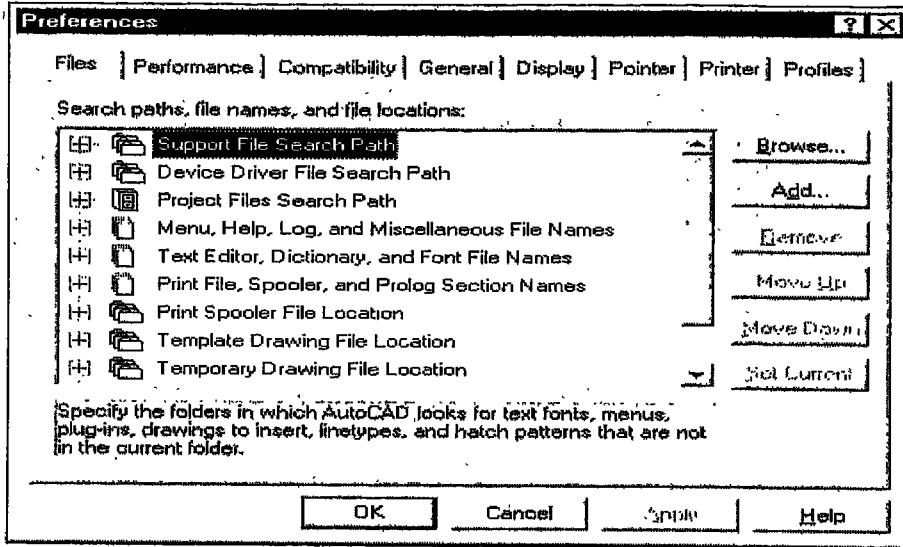 Preferences
? X
Files Performance Compatibility General Display Pointer Printer Profiles
Search paths, file names, and file locations:
Support File Search Path
Device Driver File Search Path
Project Files Search Path
Menu, Help, Log, and Miscellaneous File Names
Text Editor, Dictionary, and Font File Names
Print File, Spooler, and Prolog Section Names
Print Spooler File Location
Template Drawing File Location
Temporary Drawing File Location
Browse...
Add...
Remove
Move Up
Move Down
Set Current
Specify the folders in which AutoCAD looks for text fonts, menus,
plug-ins, drawings to insert, linetypes, and hatch patterns that are not
in the current folder.
OK Cancel Apply Help